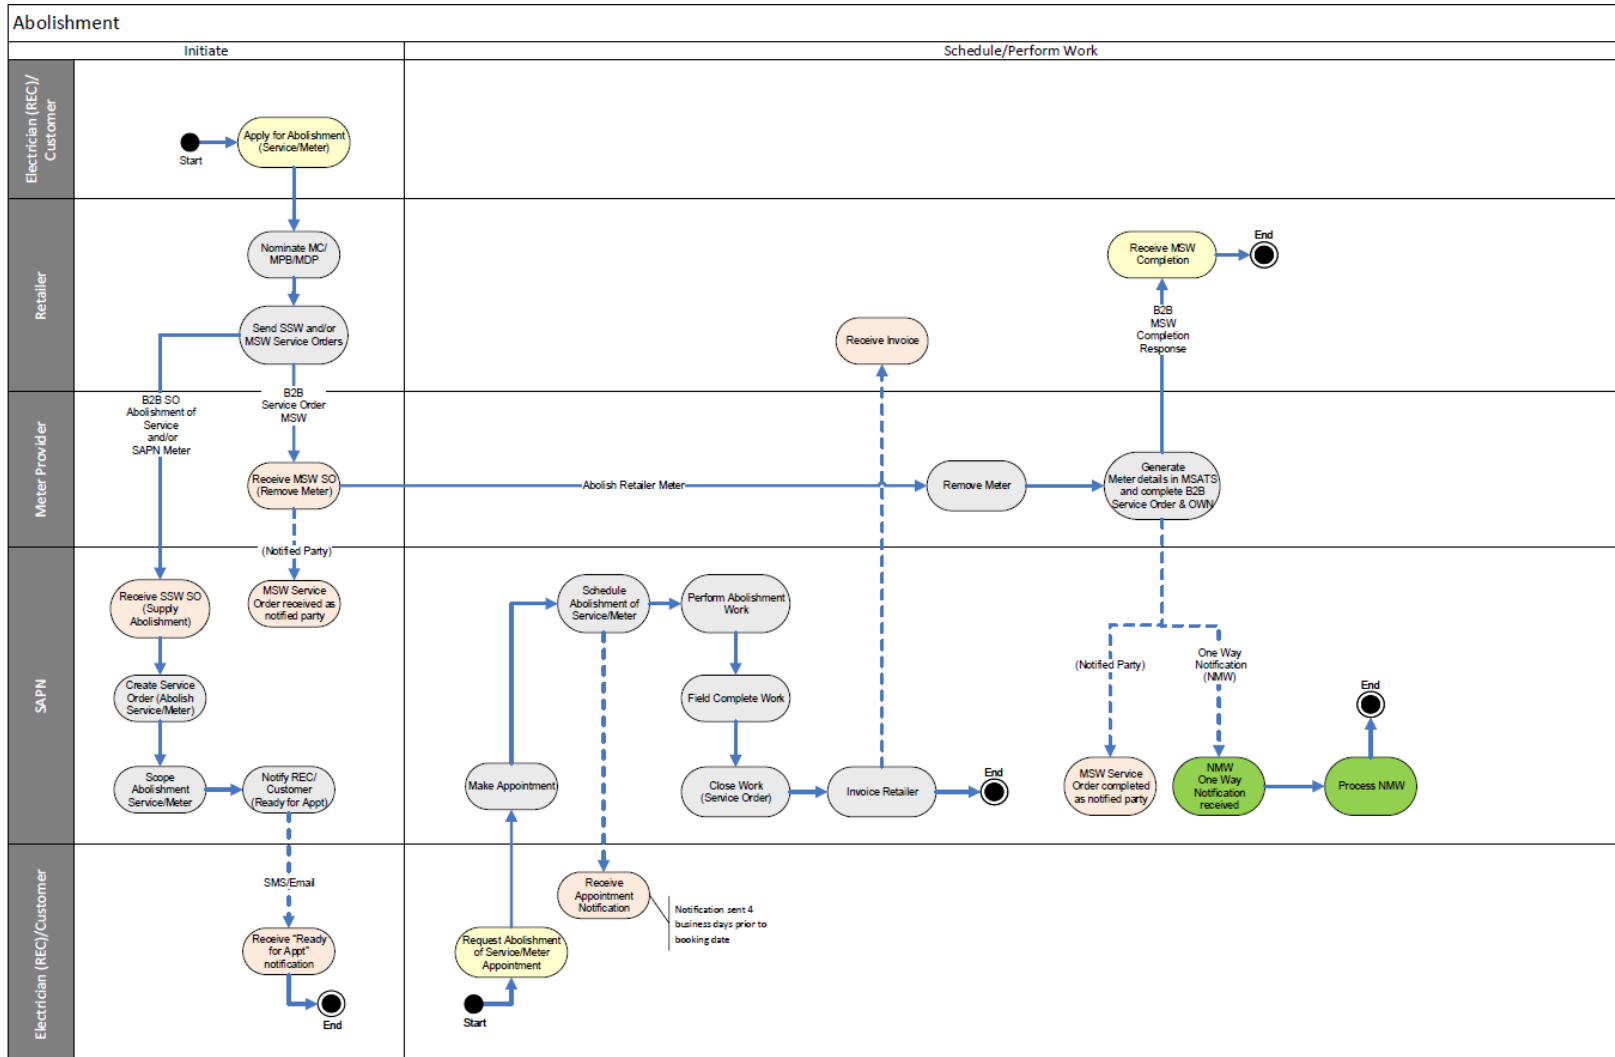 Abolishment
Initiate
Schedule/Perform Work
Electrician (REC)/
Customer
Start
Apply for Abolishment
(Service/Meter)
Retailer
Nominate MC/
MPB/MDP
Send SSW and/or
MSW Service Orders
Receive Invoice
Receive MSW
Completion
End
B2B
MSW
Completion
Response
B2B SO
Abolishment of
Service
and/or
SAPN Meter
B2B
Service Order
MSW
Meter Provider
Receive MSW SO
(Remove Meter)
Abolish Retailer Meter
Remove Meter
Generate
Meter details in MSATS
and complete B2B
Service Order & OWN
(Notified Party)
SAPN
Receive SSW SO
(Supply
Abolishment)
MSW Service
Order received as
notified party
Create Service
Order (Abolish
Service/Meter)
Scope
Abolishment
Service/Meter
Notify REC/
Customer
(Ready for Appt)
Make Appointment
Schedule
Abolishment of
Service/Meter
Perform Abolishment
Work
Field Complete Work
Close Work
(Service Order)
Invoice Retailer
End
(Notified Party)
One Way
Notification
(NMW)
MSW Service
Order completed
as notified party
NMW
One Way
Notification
received
Process NMW
End
Electrician (REC)/Customer
SMS/Email
Receive "Ready
for Appt"
notification
End
Request Abolishment
of Service/Meter
Appointment
Start
Receive
Appointment
Notification
Notification sent 4
business days prior to
booking date